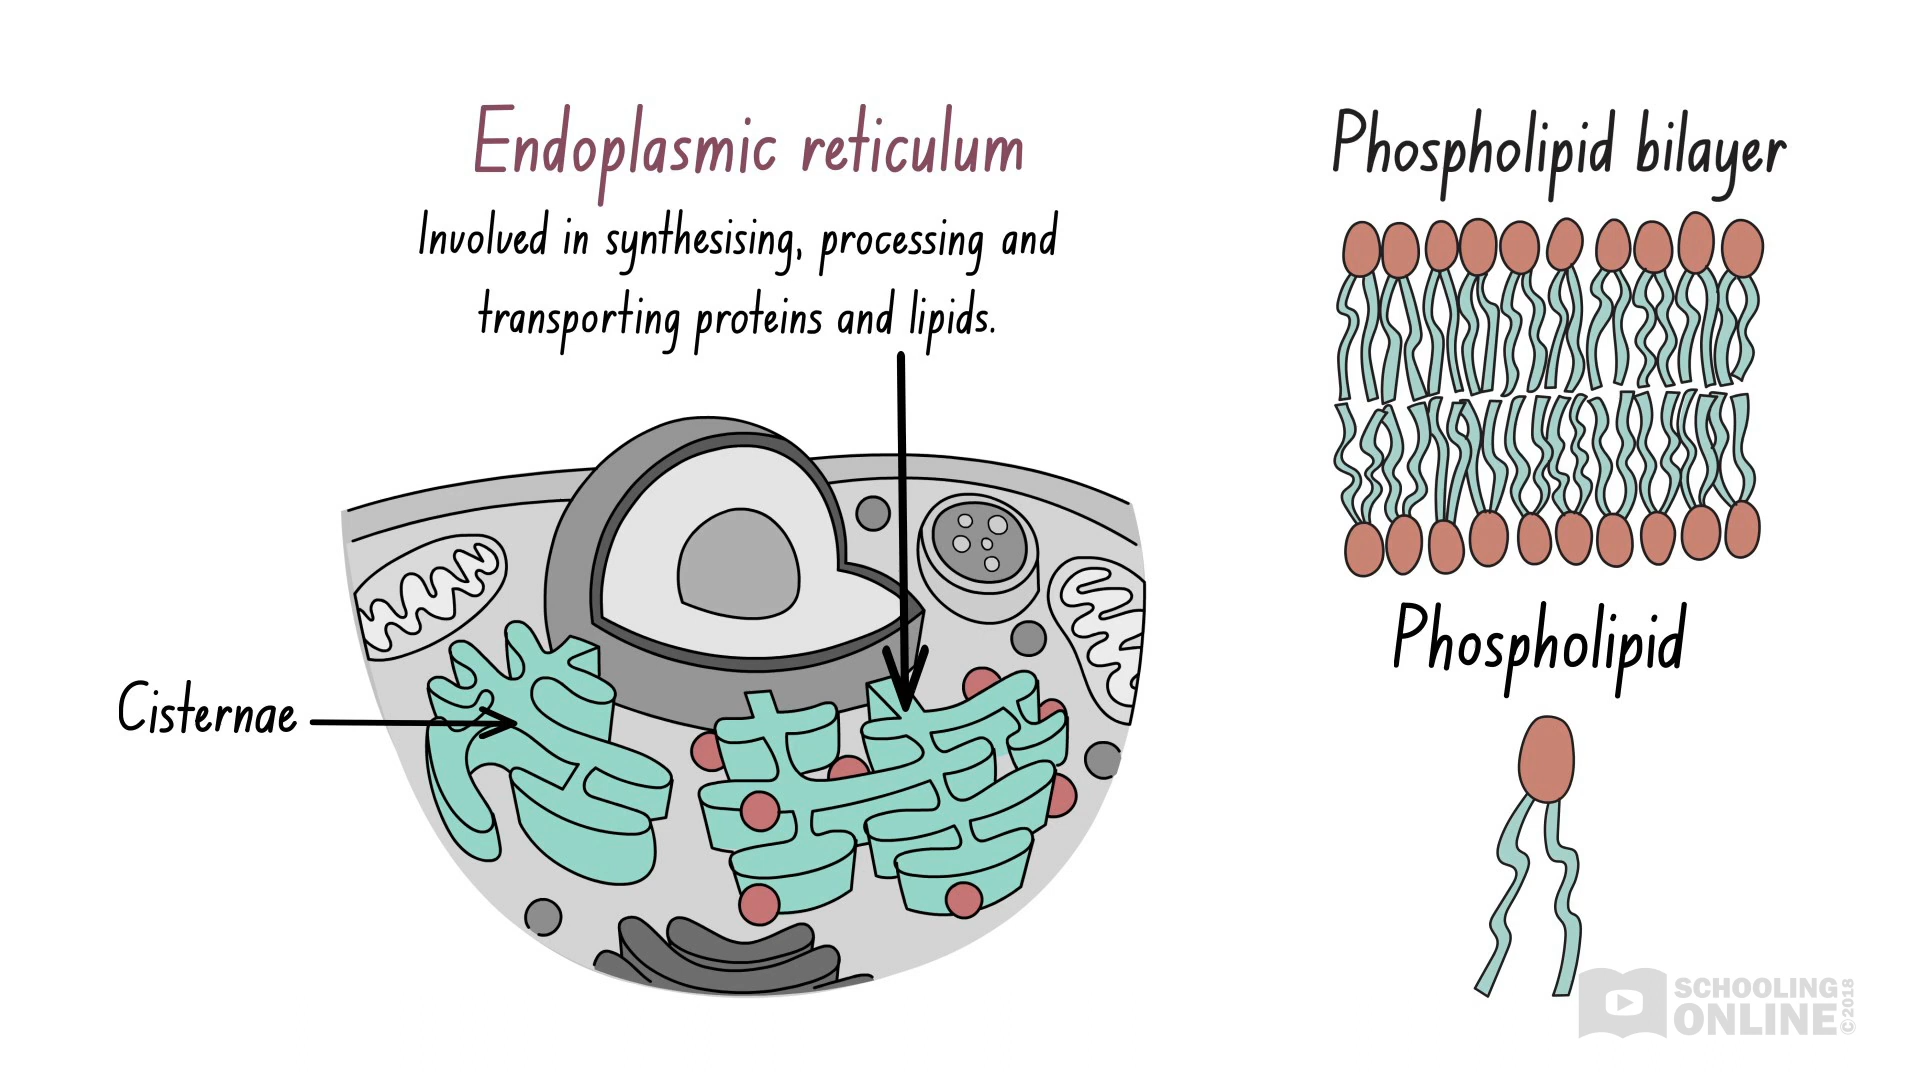 Endoplasmic reticulum
Involved in synthesising, processing and
transporting proteins and lipids.
Cisternae
Phospholipid bilayer
Phospholipid
SCHOOLING
ONLINE
©2018